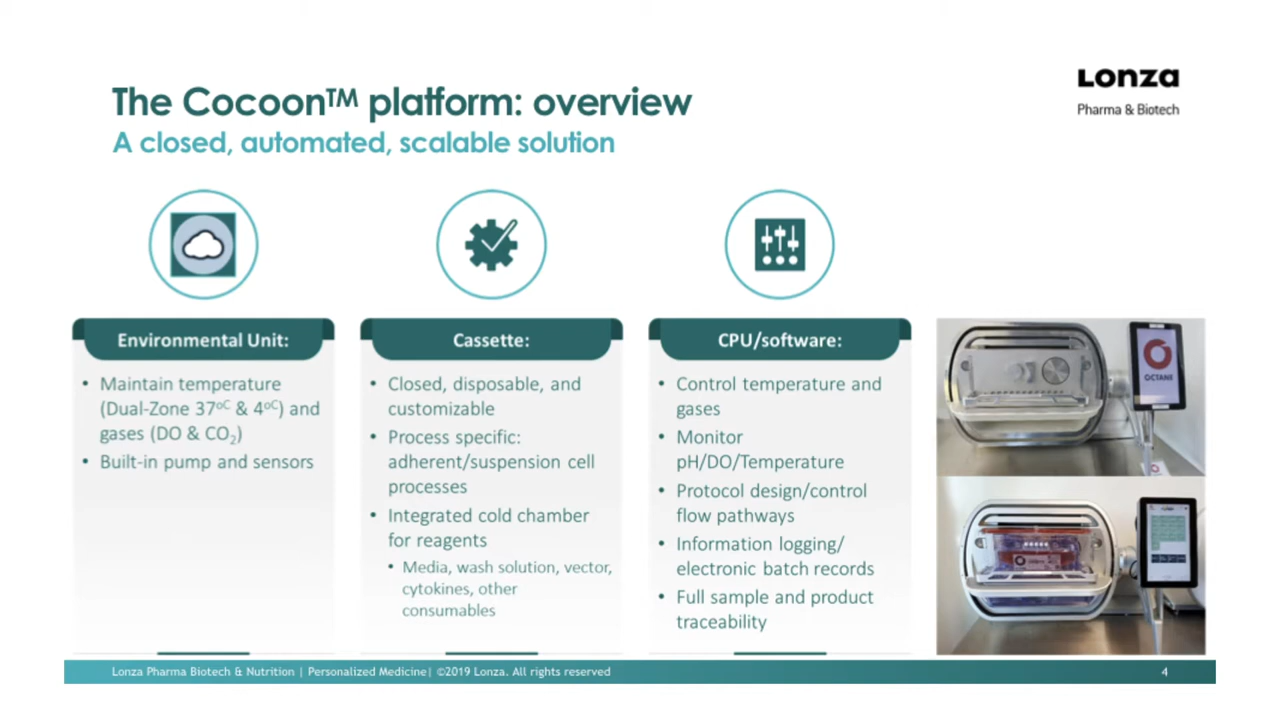 The Cocoon™ platform: overview
A closed, automated, scalable solution
Lonza
Pharma & Biotech
Environmental Unit:
• Maintain temperature
(Dual-Zone 37ºC & 4ºC) and
gases (DO & CO₂)
• Built-in pump and sensors
Cassette:
• Closed, disposable, and
customizable
• Process specific:
adherent/suspension cell
processes
• Integrated cold chamber
for reagents
• Media, wash solution, vector,
cytokines, other
consumables
CPU/software:
• Control temperature and
gases
• Monitor
pH/DO/Temperature
• Protocol design/control
flow pathways
• Information logging/
electronic batch records
• Full sample and product
traceability
OCTANE
Lonza Pharma Biotech & Nutrition | Personalized Medicine| ©2019 Lonza. All rights reserved
4